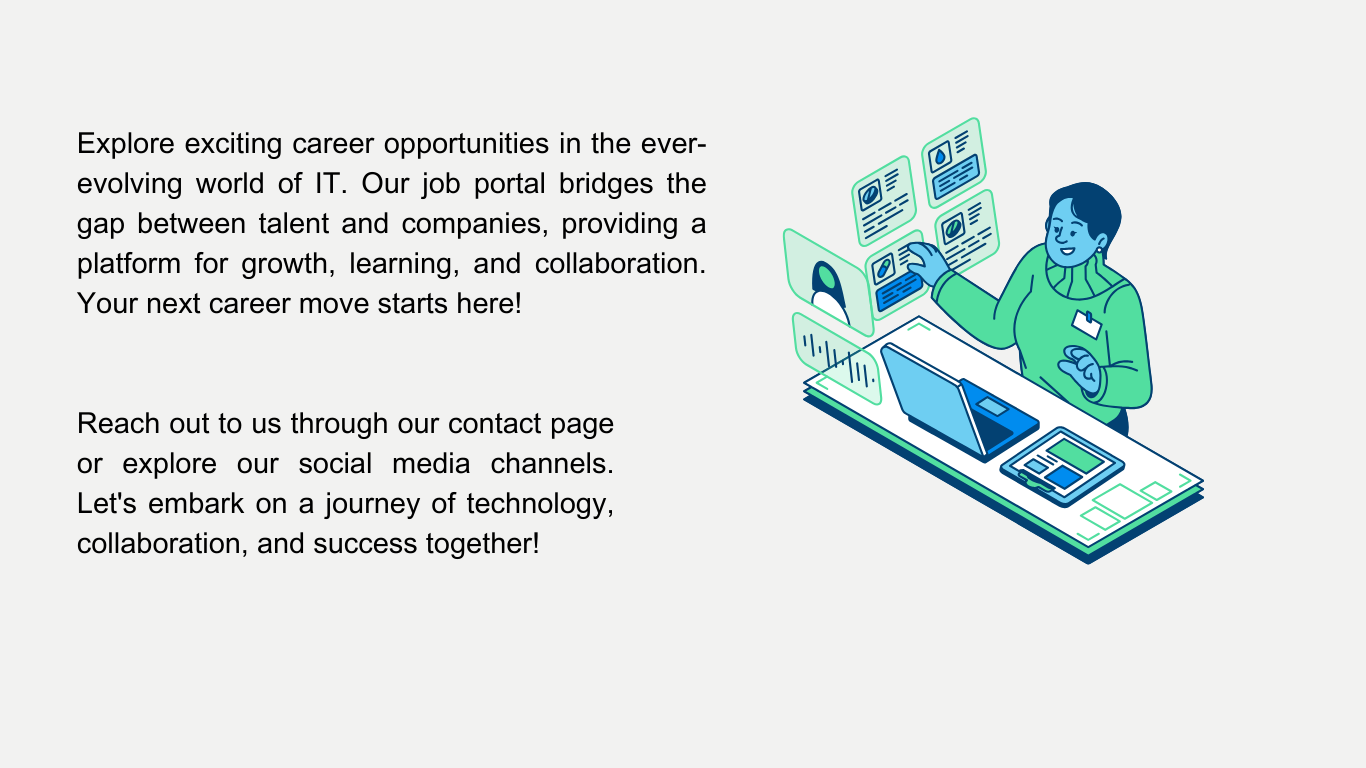 Explore exciting career opportunities in the ever-
evolving world of IT. Our job portal bridges the
gap between talent and companies, providing a
platform for growth, learning, and collaboration.
Your next career move starts here!
Reach out to us through our contact page
or explore our social media channels.
Let's embark on a journey of technology,
collaboration, and success together!